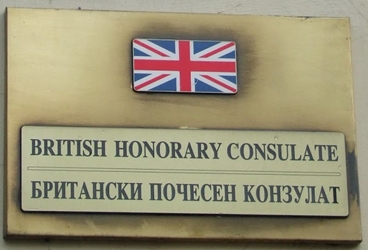 BRITISH HONORARY CONSULATE
БРИТАНСКИ ПОЧЕСЕН КОНЗУЛАТ